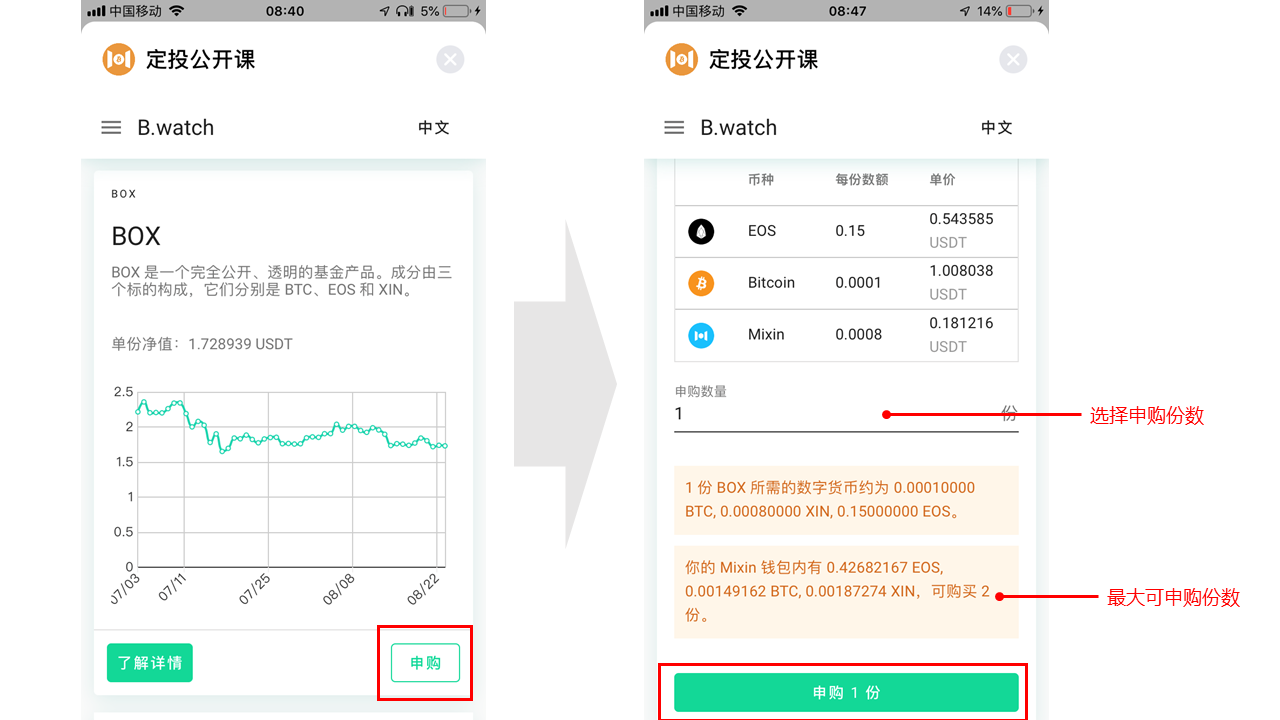 中国移动
08:40
5%
定投公开课
B.watch
中文
BOX
BOX
BOX 是一个完全公开、透明的基金产品。成分由三
个标的构成，它们分别是 BTC、EOS 和 XIN。
单份净值：1.728939 USDT
2.5
2
1.5
1
0.5
0
07/03
07/11
07/25
08/08
08/22
了解详情
申购
中国移动
08:47
14%
定投公开课
B.watch
中文
币种 每份数额 单价
EOS 0.15 0.543585
USDT
Bitcoin 0.0001 1.008038
USDT
Mixin 0.0008 0.181216
USDT
申购数量
1 份
选择申购份数
1 份 BOX 所需的数字货币约为 0.00010000
BTC, 0.00080000 XIN, 0.15000000 EOS。
你的 Mixin 钱包内有 0.42682167 EOS,
0.00149162 BTC, 0.00187274 XIN，可购买 2
份。
最大可申购份数
申购 1 份